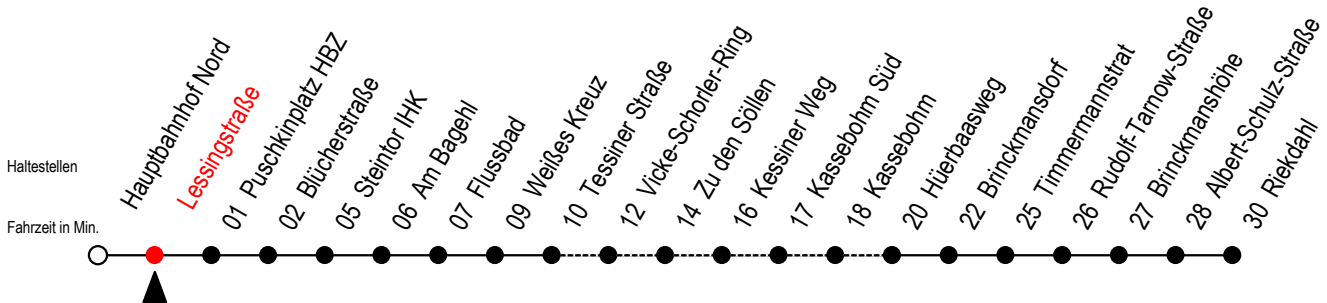 Haltestellen
Fahrzeit in Min.
Hauptbahnhof Nord
Lessingstraße
01 Puschkinplatz HBZ
02 Blücherstraße
05 Steintor IHK
06 Am Bagehl
07 Flussbad
09 Weißes Kreuz
10 Tessiner Straße
12 Vicke-Schorler-Ring
14 Zu den Söllen
16 Kessiner Weg
17 Kassebohm Süd
18 Kassebohm
20 Hüerbaasweg
22 Brinckmansdorf
25 Timmermannstrat
26 Rudolf-Tarnow-Straße
27 Brinckmanshöhe
28 Albert-Schulz-Straße
30 Riekdahl